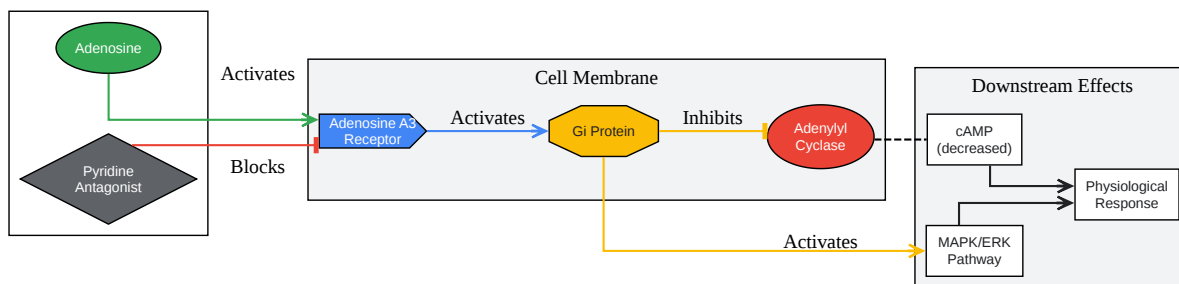 Adenosine
Pyridine
Antagonist
Activates
Blocks
Cell Membrane
Adenosine A3
Receptor
Activates
Gi Protein
Inhibits
Adenylyl
Cyclase
Activates
Downstream Effects
cAMP
(decreased)
MAPK/ERK
Pathway
Physiological
Response